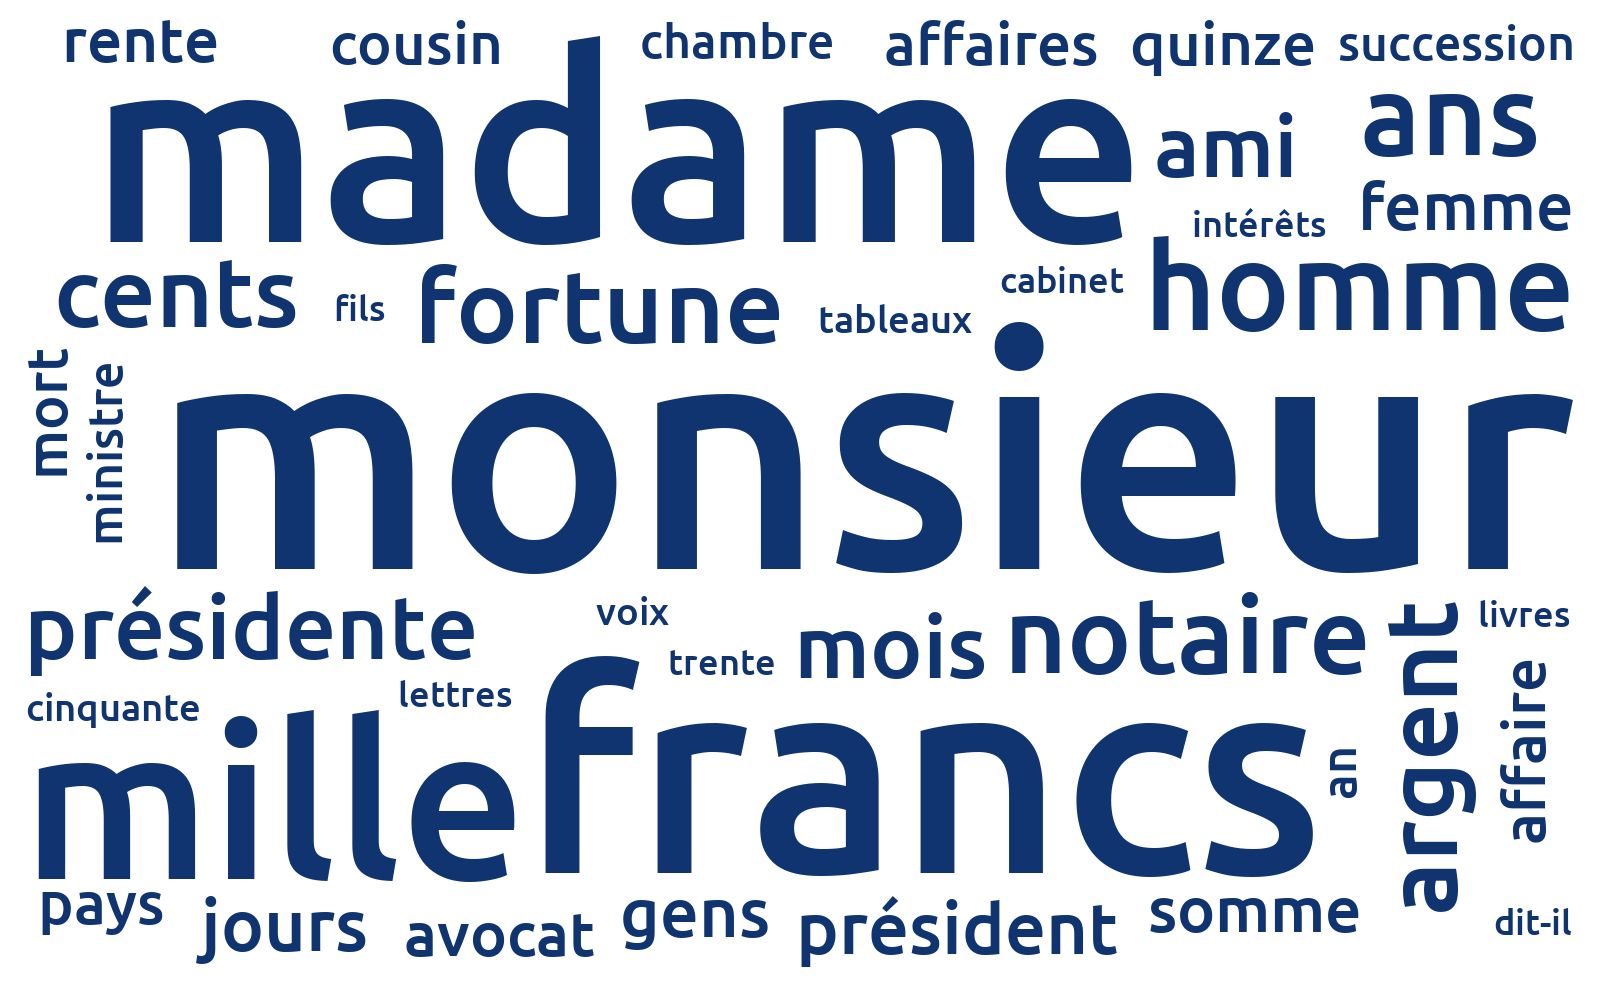 rente
cousin
chambre
affaires
quinze
succession
madame
ami
ans
femme
intérêts
cents
fils
fortune
tableaux
cabinet
homme
mort
ministre
monsieur
présidente
voix
trente
mois
notaire
livres
argent
affaire
cinquante
lettres
mille
francs
an
pays
jours
avocat
gens
président
somme
dit-il